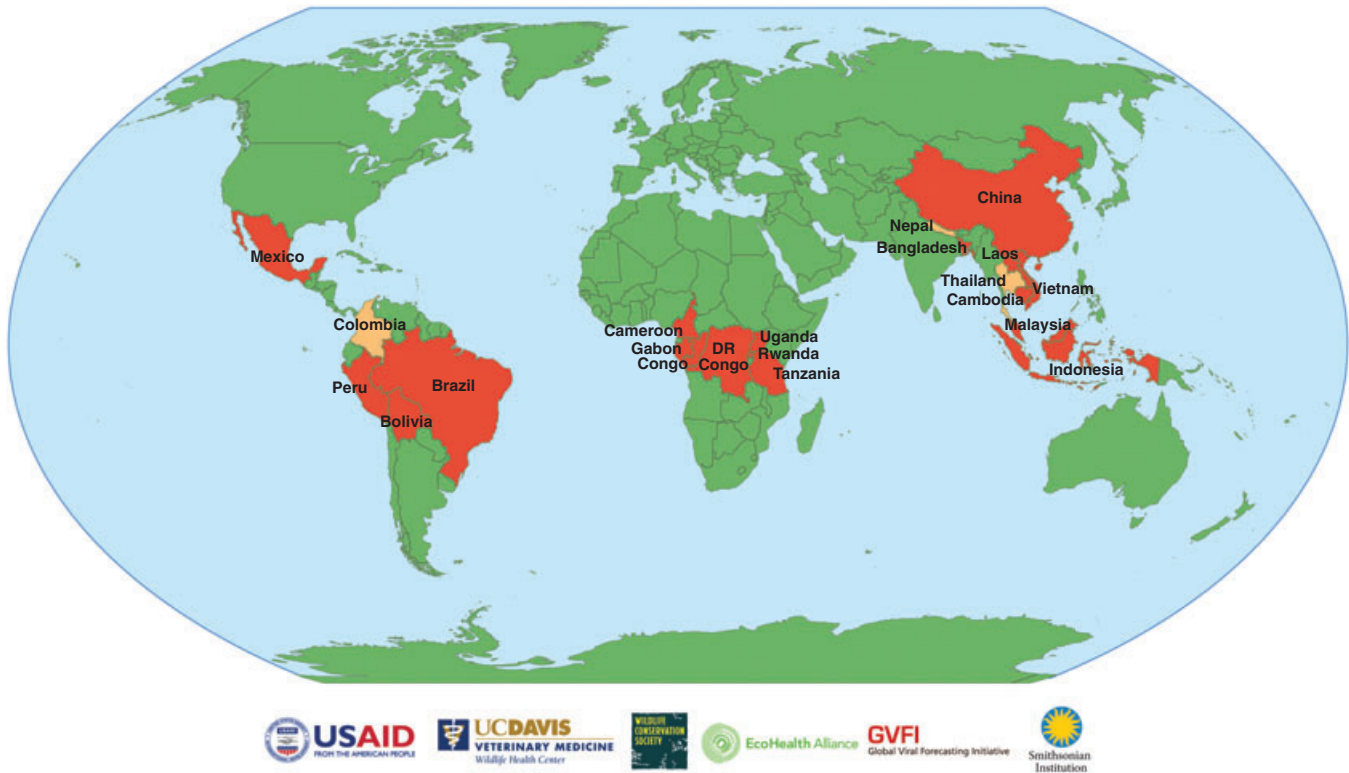 China
Nepal
Bangladesh
Laos
Mexico
Thailand
Vietnam
Cambodia
Colombia
Malaysia
Cameroon
Uganda
Gabon
DR
Rwanda
Congo
Congo
Tanzania
Indonesia
Peru
Brazil
Bolivia
USAID
USAID
FROM THE AMERICAN PEOPLE
UCDAVIS
VETERINARY MEDICINE
Wildlife Health Center
WILDLIFE
CONSERVATION
SOCIETY
EcoHealth Alliance
GVFI
Global Viral Forecasting Initiative
Smithsonian
Institution